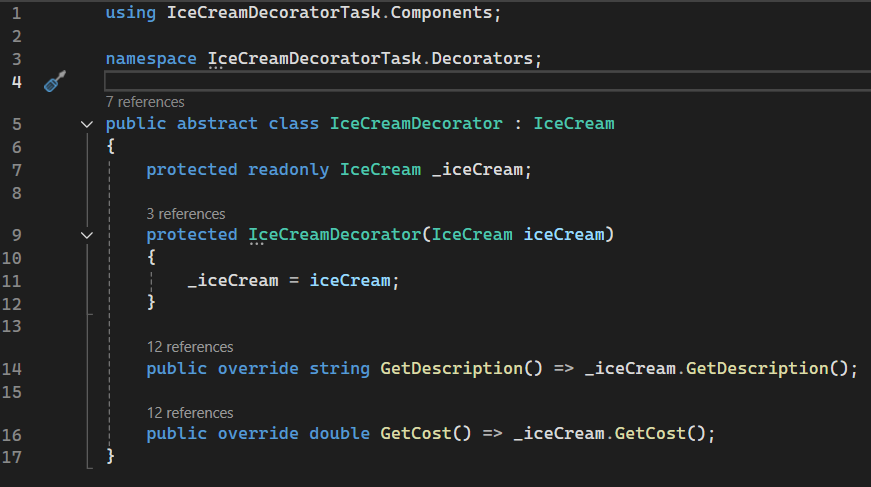 1 using IceCreamDecoratorTask.Components;
2
3 namespace IceCreamDecoratorTask.Decorators;
4
7 references
5 public abstract class IceCreamDecorator : IceCream
6 {
7 protected readonly IceCream _iceCream;
8
3 references
9 protected IceCreamDecorator(IceCream iceCream)
10 {
11 _iceCream = iceCream;
12 }
13
12 references
14 public override string GetDescription() => _iceCream.GetDescription();
15
12 references
16 public override double GetCost() => _iceCream.GetCost();
17 }